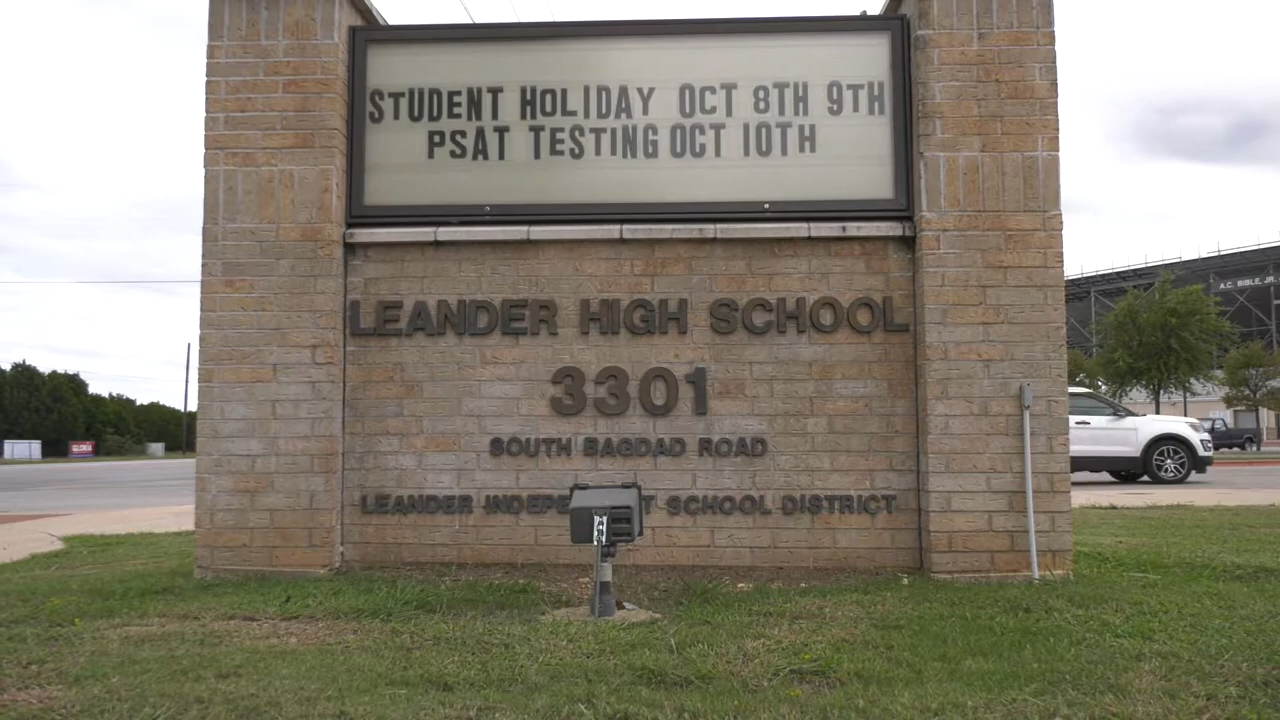 STUDENT HOLIDAY OCT 8TH 9TH
PSAT TESTING OCT 10TH
LEANDER HIGH SCHOOL
3301
SOUTH BAGDAD ROAD
LEANDER SCHOOL DISTRICT
A.C. BIBLE, JR.